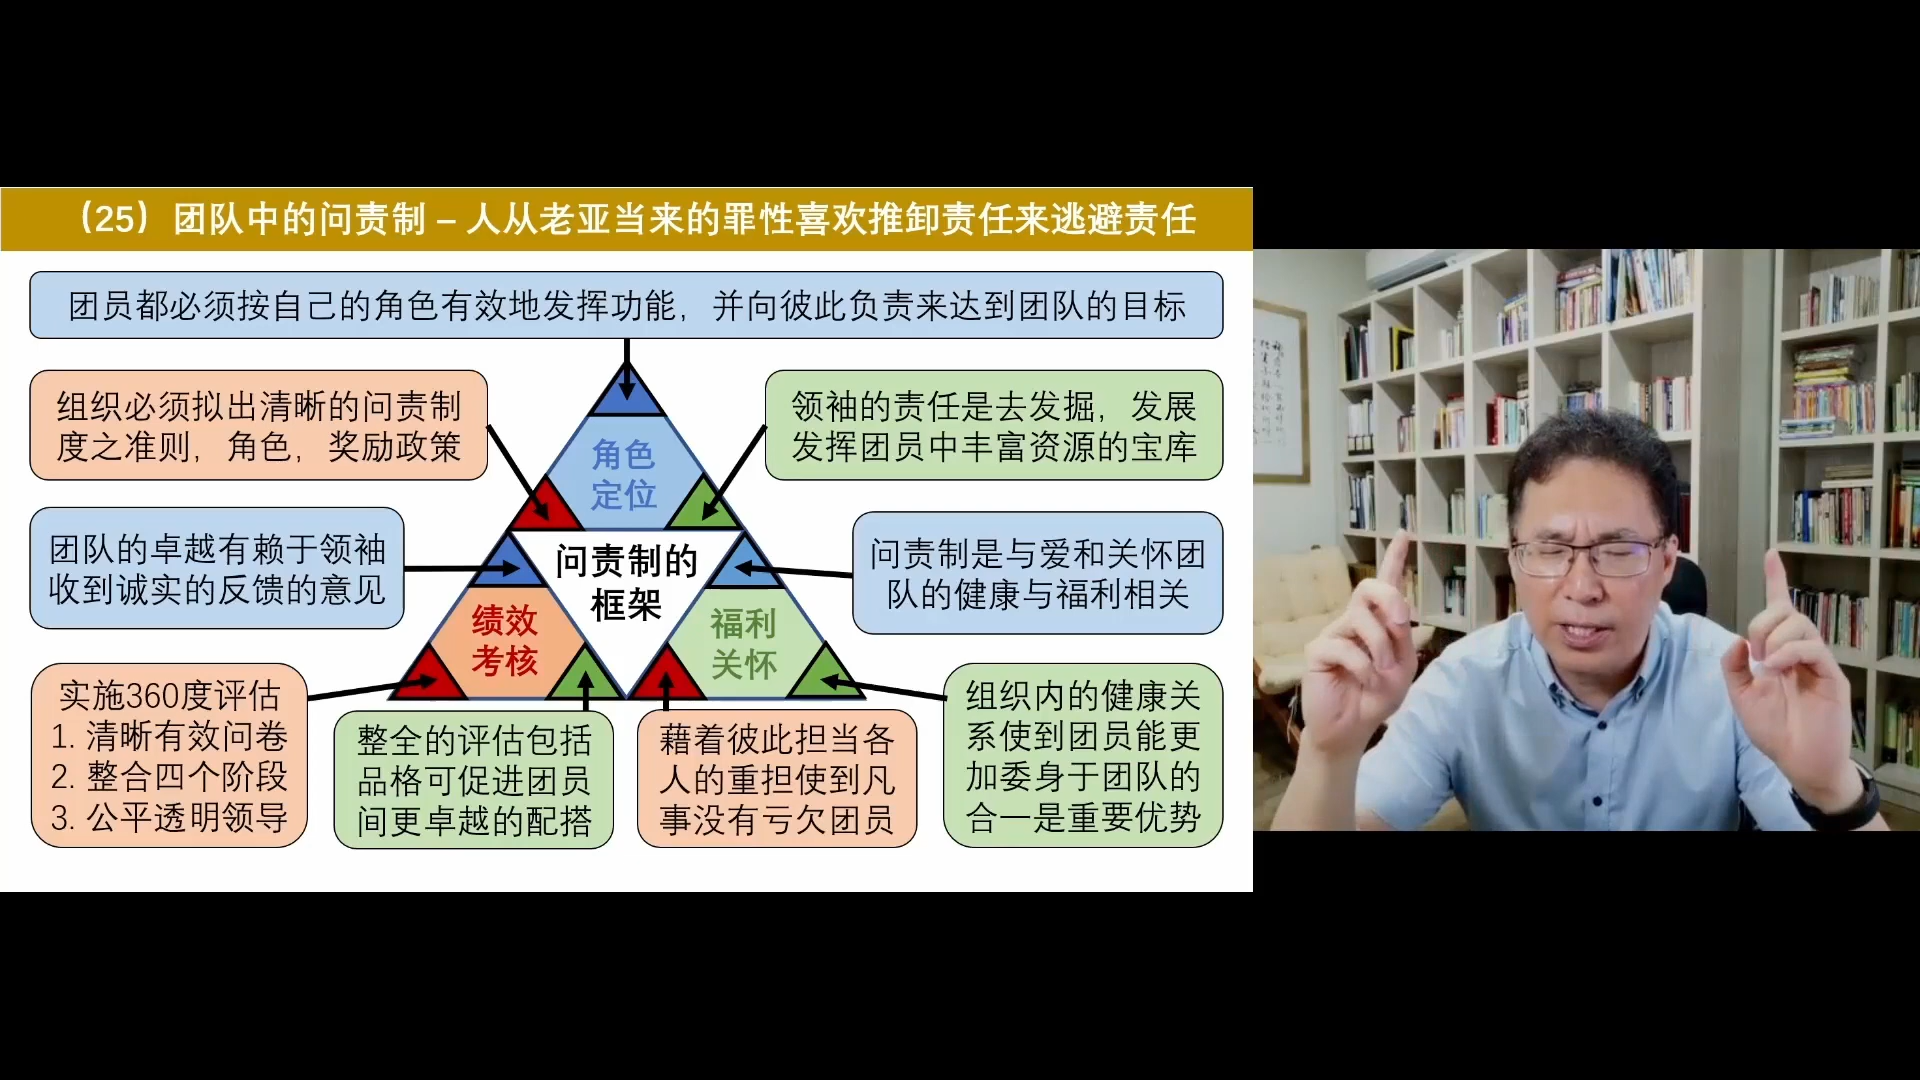 （25）团队中的问责制 – 人从老亚当来的罪性喜欢推卸责任来逃避责任
团员都必须按自己的角色有效地发挥功能，并向彼此负责来达到团队的目标
组织必须拟出清晰的问责制
度之准则，角色，奖励政策
领袖的责任是去发掘，发展
发挥团员中丰富资源的宝库
角色
定位
团队的卓越有赖于领袖
收到诚实的反馈的意见
问责制的
框架
问责制是与爱和关怀团
队的健康与福利相关
绩效
考核
福利
关怀
实施360度评估
1. 清晰有效问卷
2. 整合四个阶段
3. 公平透明领导
整全的评估包括
品格可促进团员
间更卓越的配搭
藉着彼此担当各
人的重担使到凡
事没有亏欠团员
组织内的健康关
系使到团员能更
加委身于团队的
合一是重要优势